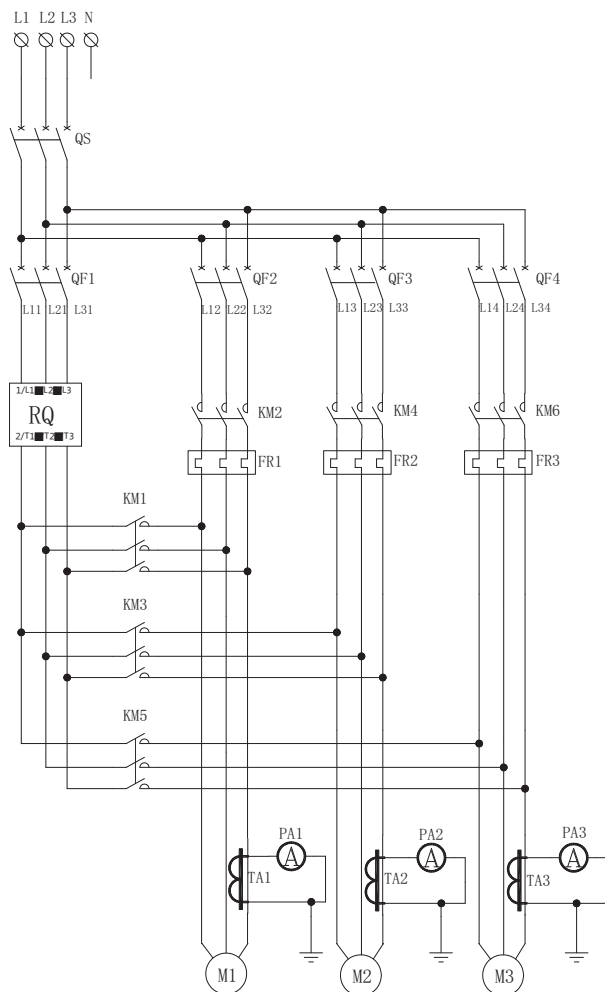 L1 L2 L3 N
QS
QF1 QF2 QF3 QF4
L11 L21 L31 L12 L22 L32 L13 L23 L33 L14 L24 L34
1/L1 L2 L3
RQ
2/T1 T2 T3
KM2 KM4 KM6
FR1 FR2 FR3
KM1
KM3
KM5
PA1 PA2 PA3
A A A
TA1 TA2 TA3
M1 M2 M3